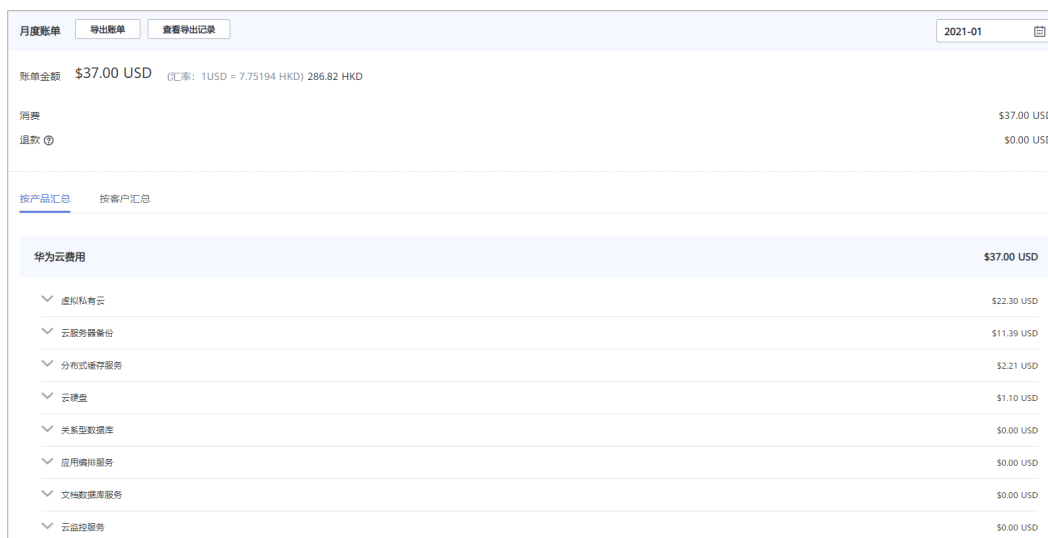 月度账单 导出账单 查看导出记录 2021-01
账单金额 $37.00 USD (汇率：1USD = 7.75194 HKD) 286.82 HKD
消费 $37.00 USD
退款 $0.00 USD
按产品汇总 按客户汇总
华为云费用 $37.00 USD
虚拟私有云 $22.30 USD
云服务器备份 $11.39 USD
分布式缓存服务 $2.21 USD
云硬盘 $1.10 USD
关系型数据库 $0.00 USD
应用编排服务 $0.00 USD
文档数据库服务 $0.00 USD
云监控服务 $0.00 USD